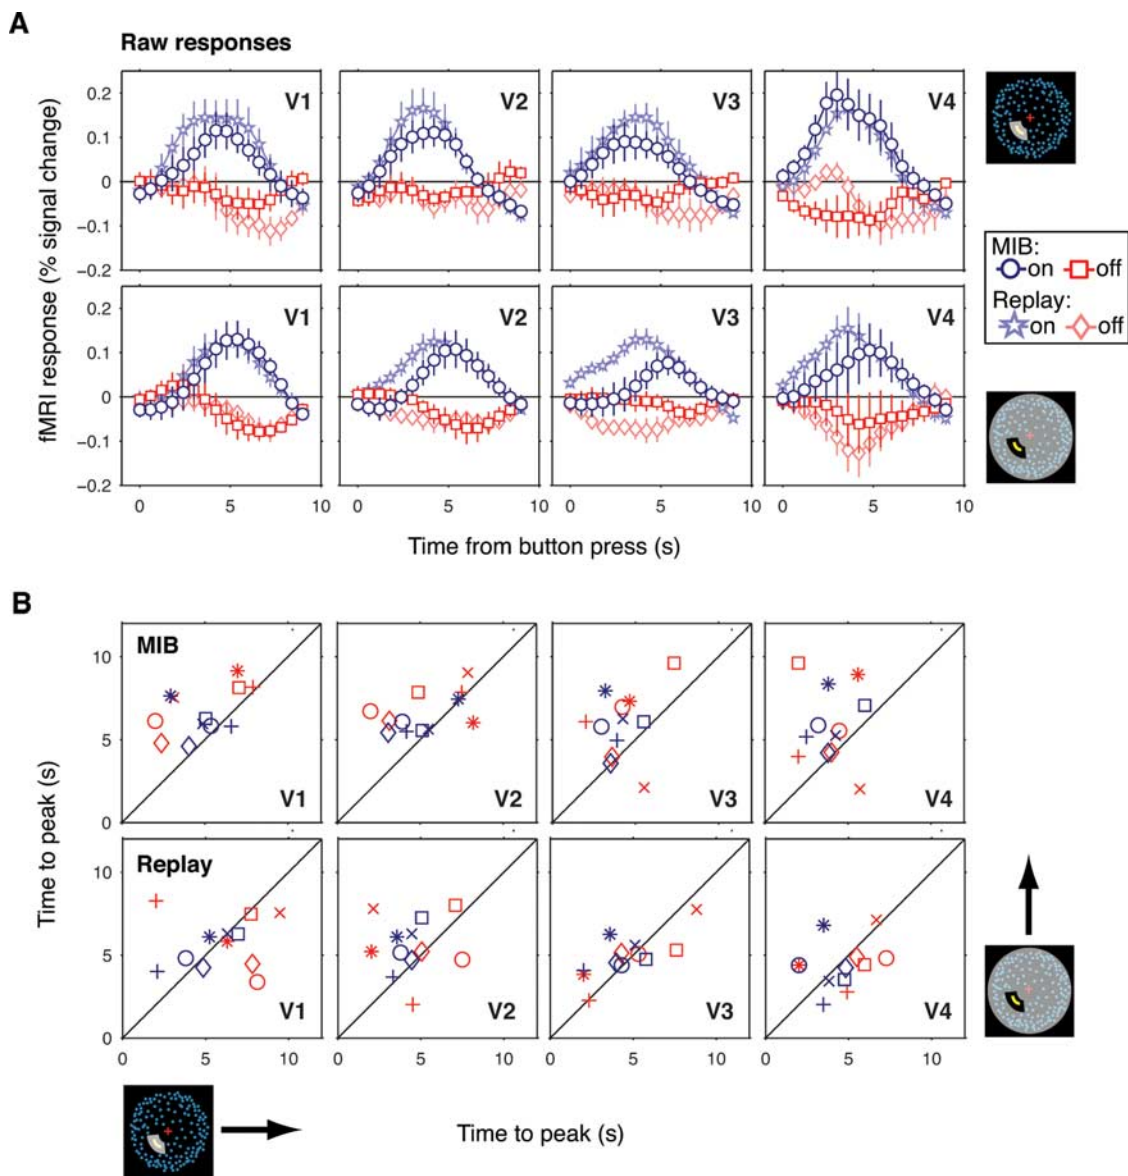 A
Raw responses
V1 V2 V3 V4
0.2
0.1
0
−0.1
−0.2
V1 V2 V3 V4
0.2
0.1
0
−0.1
−0.2
0 5 10 0 5 10 0 5 10 0 5 10
fMRI response (% signal change)
Time from button press (s)
MIB:
on off
Replay:
on off
B
MIB
10
5
0
V1 V2 V3 V4
Replay
10
5
0
V1 V2 V3 V4
0 5 10 0 5 10 0 5 10 0 5 10
Time to peak (s)
Time to peak (s)